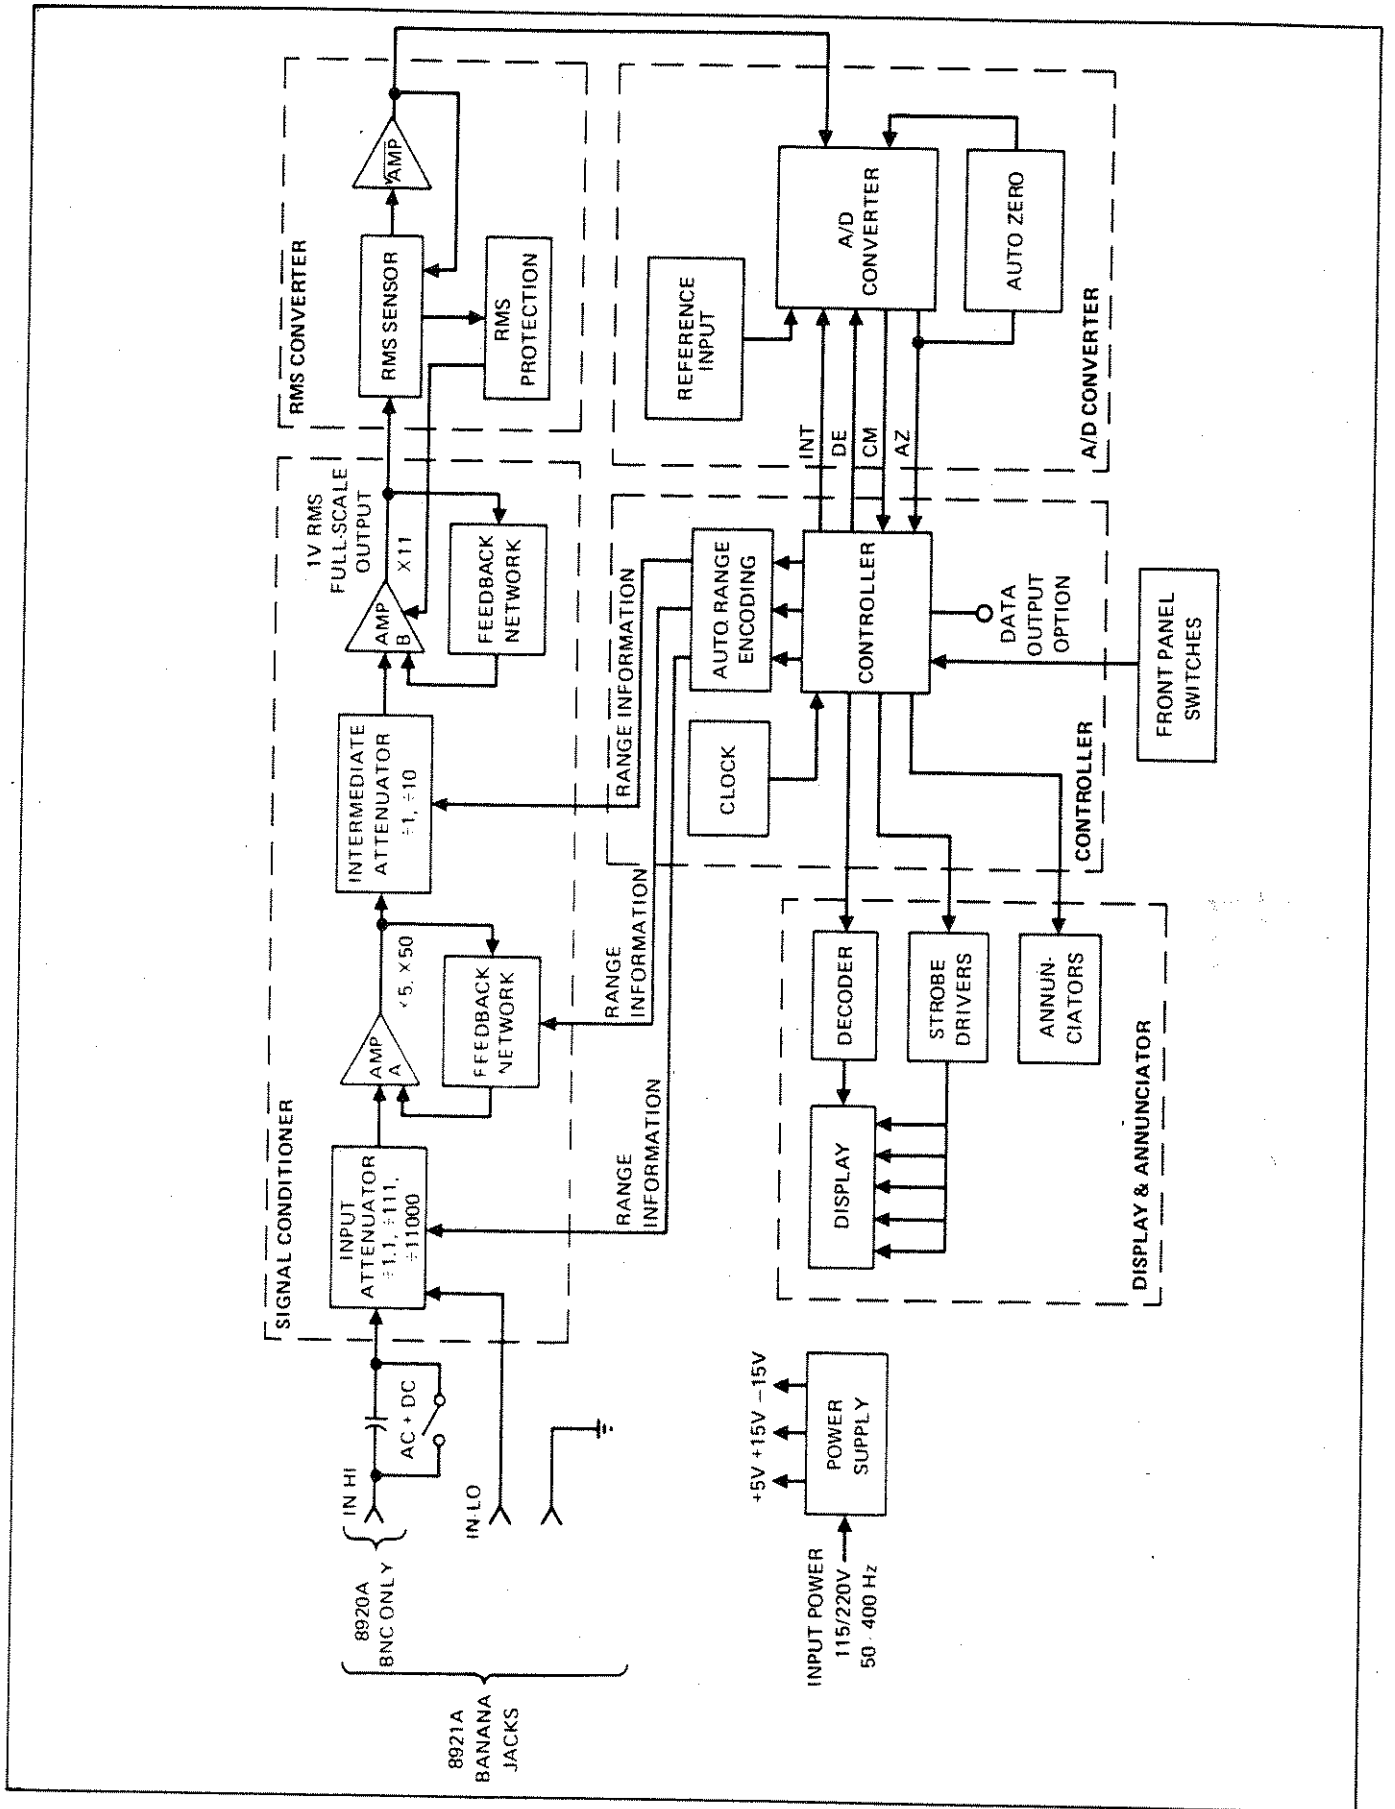 8920A
BNC ONLY
8921A
BANANA
JACKS
IN HI
AC + DC
IN LO
SIGNAL CONDITIONER
INPUT
ATTENUATOR
÷1.1, ÷111,
÷11000
AMP
A
X50
FEEDBACK
NETWORK
INTERMEDIATE
ATTENUATOR
÷1, ÷10
AMP
B
X11
1V RMS
FULL-SCALE
OUTPUT
FEEDBACK
NETWORK
RMS CONVERTER
RMS SENSOR
AMP
RMS
PROTECTION
RANGE
INFORMATION
RANGE
INFORMATION
RANGE INFORMATION
INPUT POWER
115/220V
50-400 Hz
POWER
SUPPLY
+5V +15V -15V
DISPLAY
DECODER
STROBE
DRIVERS
ANNUN-
CIATORS
DISPLAY & ANNUNCIATOR
CLOCK
AUTO RANGE
ENCODING
CONTROLLER
DATA
OUTPUT
OPTION
CONTROLLER
FRONT PANEL
SWITCHES
INT
DE
CM
AZ
REFERENCE
INPUT
A/D
CONVERTER
AUTO ZERO
A/D CONVERTER